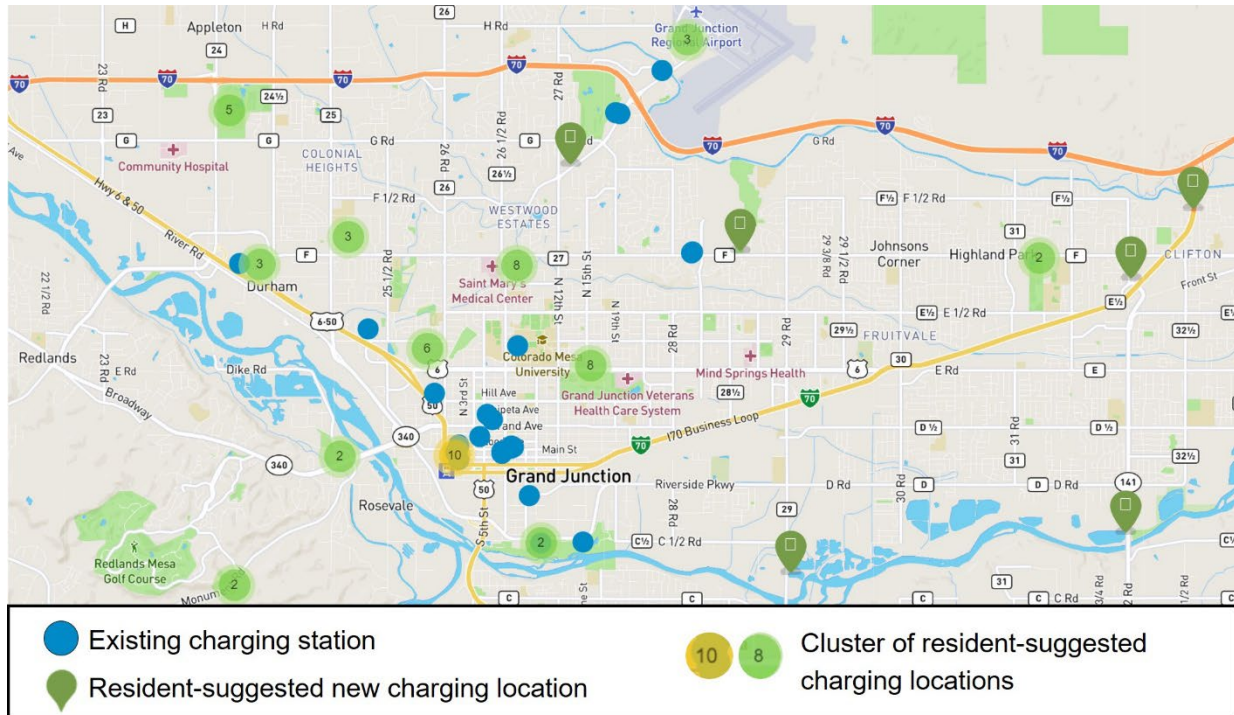 26
H
Appleton
H Rd
H Rd
Grand Junction
Regional Airport
3
H Rd
24
70
70
70
23 Rd
24½
5
23
25
26 Rd
26 1/2 Rd
27 Rd
70
70
70
G
G
G Rd
G
G Rd
Community Hospital
COLONIAL
HEIGHTS
26½
26
Hwy 6 & 50
F 1/2 Rd
F½
F 1/2 Rd
F½
WESTWOOD
ESTATES
River Rd
3
31
3
F
27
8
F
Johnsons
Corner
2
F
CLIFTON
Durham
Saint Mary's
Medical Center
25 1/2 Rd
N 12th St
N 15th St
29 3/8 Rd
29 1/2 Rd
Front St
22 1/2 Rd
6-50
E½
E 1/2 Rd
E½
E½
29½
FRUITVALE
32½
Redlands
6
Colorado Mesa
University
28 Rd
29 Rd
30
23 Rd
E Rd
Dike Rd
6
8
Mind Springs Health
6
E Rd
E
Broadway
50
N 3rd St
Hill Ave
Grand Junction Veterans
Health Care System
28½
70
340
D ½
D ½
I70 Business Loop
31 Rd
340
2
10
Main St
70
31
32½
Grand Junction
Riverside Pkwy
D Rd
D
D
D Rd
141
Rosevale
50
S 5th St
28 Rd
29
30 Rd
Redlands Mesa
Golf Course
2
C½
C 1/2 Rd
2
31
C
C
C
C Rd
Existing charging station
Resident-suggested new charging location
10
8
Cluster of resident-suggested
charging locations